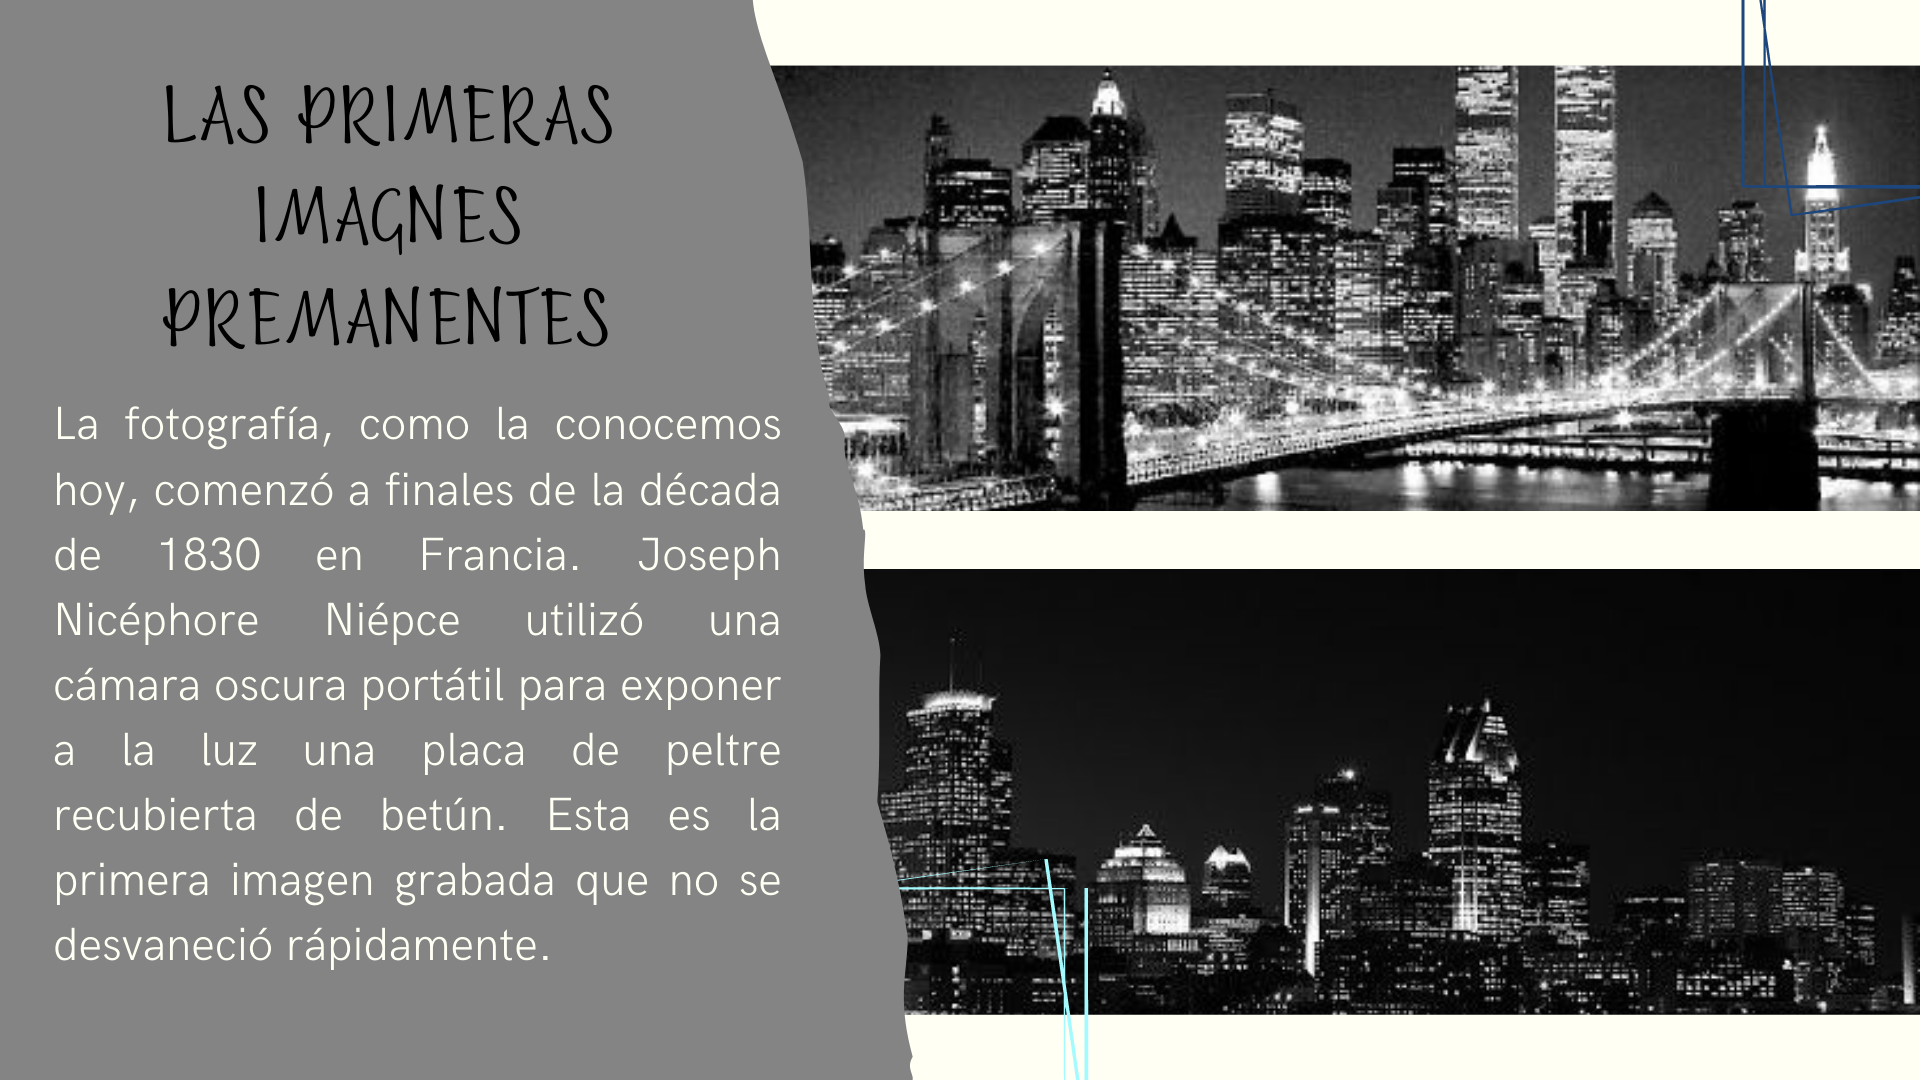 LAS PRIMERAS
IMAGNES
PREMANENTES
La fotografía, como la conocemos
hoy, comenzó a finales de la década
de 1830 en Francia. Joseph
Nicéphore Niépce utilizó una
cámara oscura portátil para exponer
a la luz una placa de peltre
recubierta de betún. Esta es la
primera imagen grabada que no se
desvaneció rápidamente.